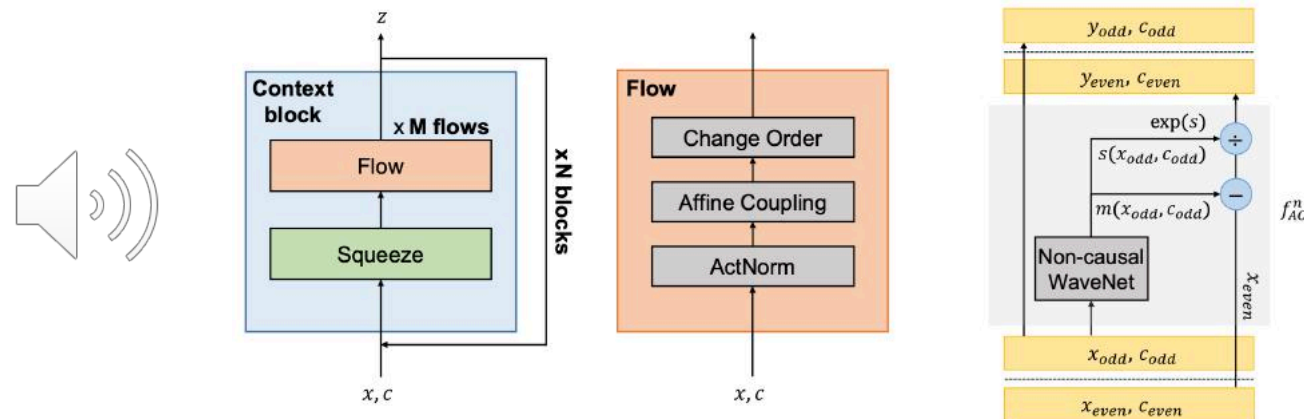 z
Context
block
x M flows
Flow
Squeeze
x N blocks
x, c
Flow
Change Order
Affine Coupling
ActNorm
x, c
y_odd, c_odd
y_even, c_even
exp(s)
÷
s(x_odd, c_odd)
−
m(x_odd, c_odd)
Non-causal
WaveNet
x_even
x_odd, c_odd
x_even, c_even